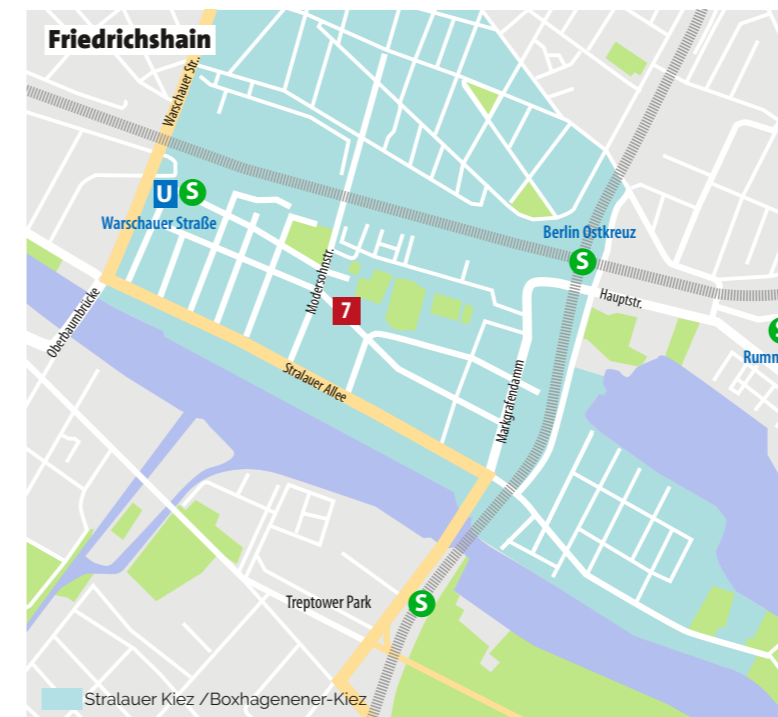 Friedrichshain
Warschauer Str..
U S
Warschauer Straße
Berlin Ostkreuz
S
Hauptstr.
S
Rumm
Modersohnstr.
7
Oberbaumbrücke
Stralauer Allee
Markgrafendamm
Treptower Park
S
Stralauer Kiez /Boxhagenener-Kiez